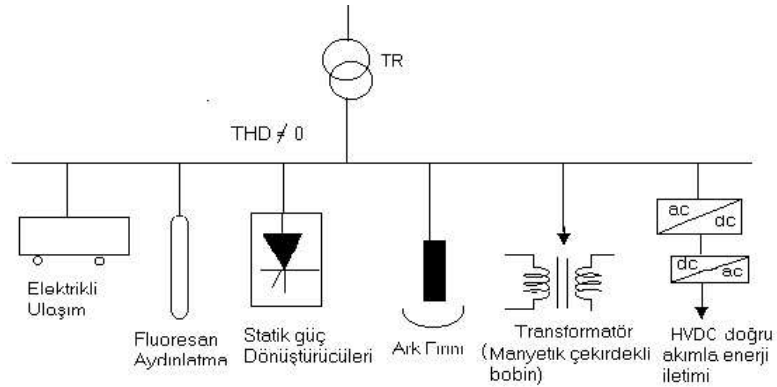 TR
THD ≠ 0
ac
dc
dc
ac
Elektrikli
Ulaşım
Fluoresan
Aydınlatma
Statik güç
Dönüştürücüleri
Ark Fırını
Transformatör
(Manyetik çekirdekli
bobin)
HVDC doğru
akımla enerji
iletimi